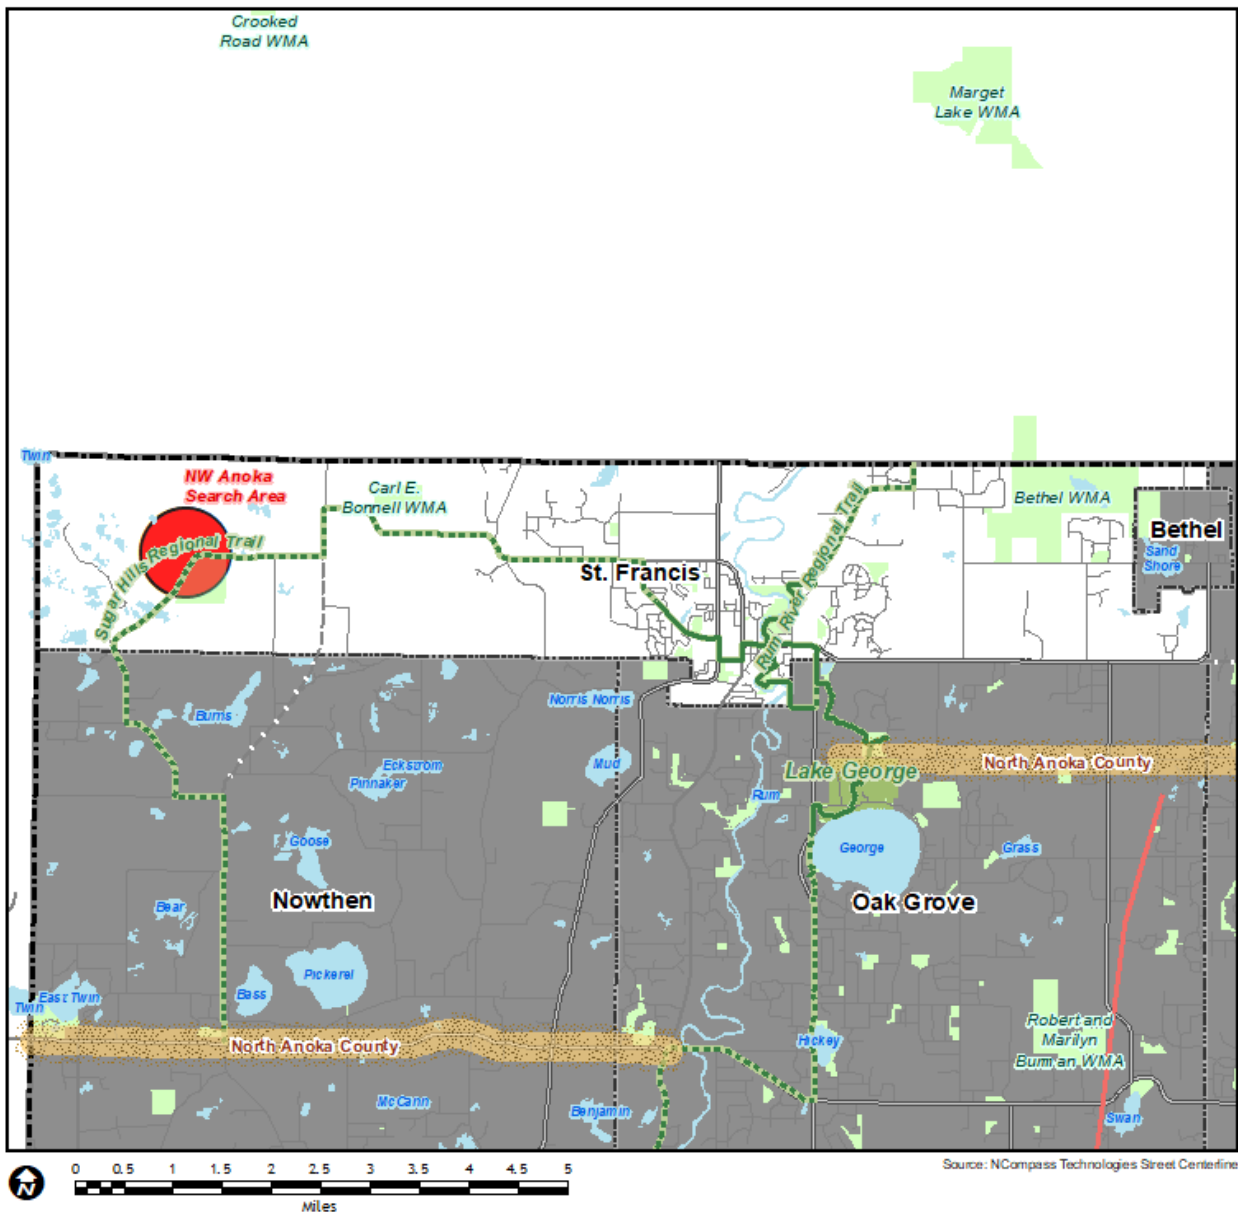 Crooked
Road WMA
Marget
Lake WMA
Twin
NW Anoka
Search Area
Carl E.
Bonnell WMA
Bethel WMA
Bethel
Sand
Shore
Sugar Hills Regional Trail
St. Francis
Rum River Regional Trail
Burns
Norris Norris
Eckstrom
Pinnaker
Mud
Lake George
North Anoka County
Rum
Goose
George
Grass
Nowthen
Oak Grove
Bear
Pickerel
Bass
Twin
East Twin
Robert and
Marilyn
Burman WMA
North Anoka County
Hickey
McCann
Benjamin
Swan
N
0 0.5 1 1.5 2 2.5 3 3.5 4 4.5 5
Miles
Source: NCompass Technologies Street Centerline